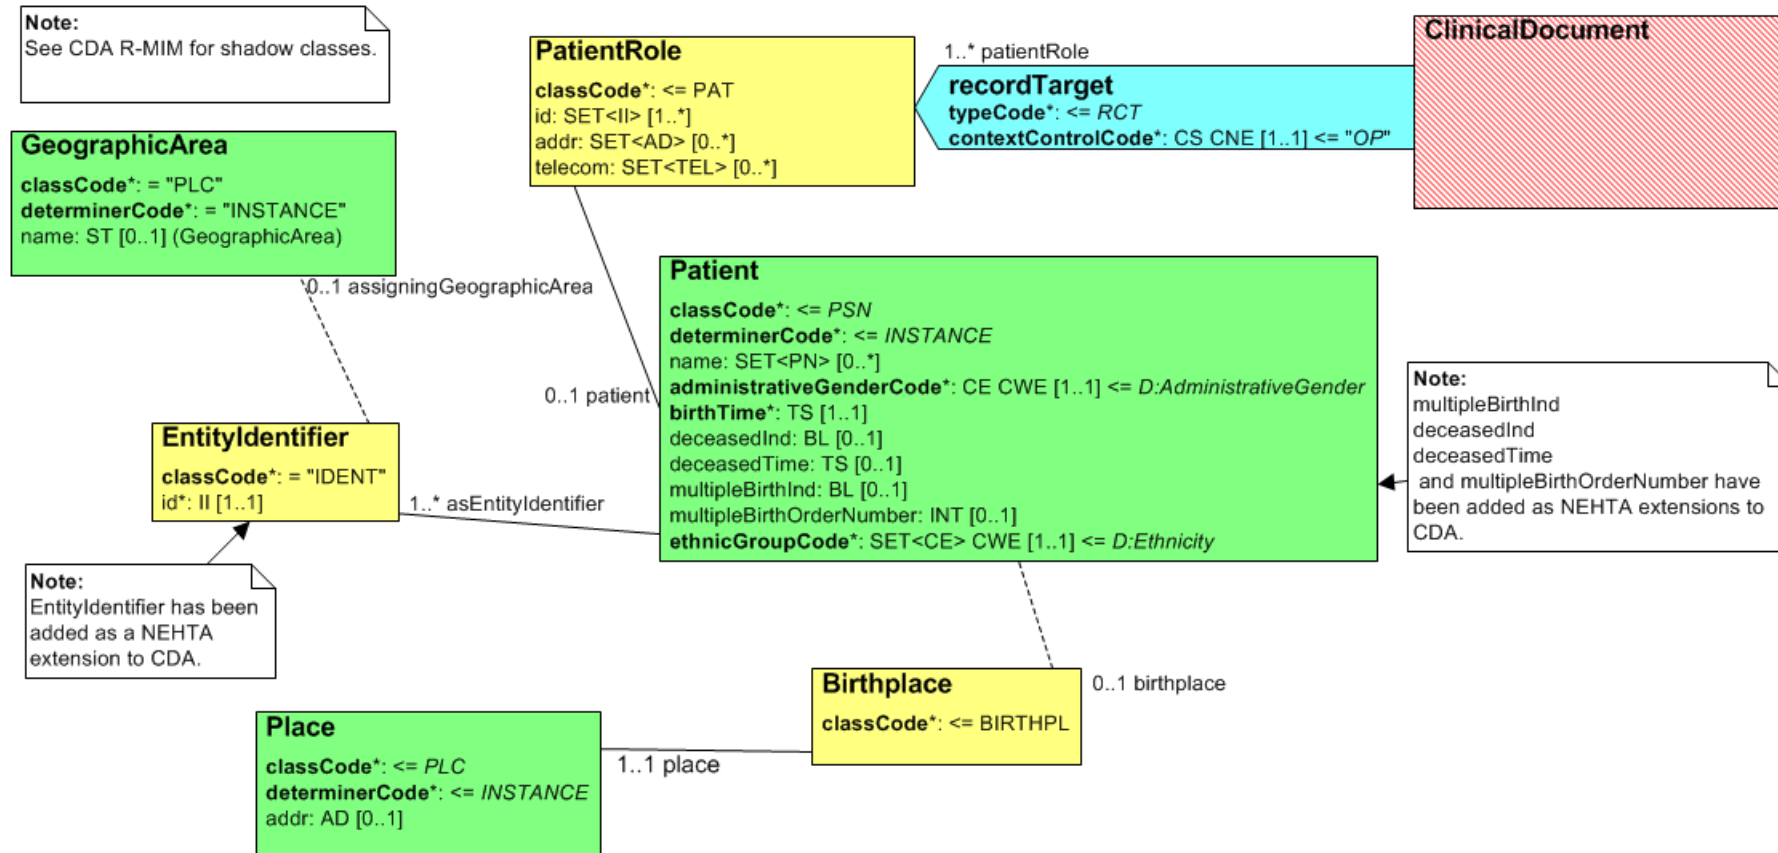 Note:
See CDA R-MIM for shadow classes.
PatientRole
classCode*: <= PAT
id: SET<II> [1..*]
addr: SET<AD> [0..*]
telecom: SET<TEL> [0..*]
1..* patientRole
recordTarget
typeCode*: <= RCT
contextControlCode*: CS CNE [1..1] <= "OP"
ClinicalDocument
GeographicArea
classCode*: = "PLC"
determinerCode*: = "INSTANCE"
name: ST [0..1] (GeographicArea)
0..1 assigningGeographicArea
0..1 patient
Patient
classCode*: <= PSN
determinerCode*: <= INSTANCE
name: SET<PN> [0..*]
administrativeGenderCode*: CE CWE [1..1] <= D:AdministrativeGender
birthTime*: TS [1..1]
deceasedInd: BL [0..1]
deceasedTime: TS [0..1]
multipleBirthInd: BL [0..1]
multipleBirthOrderNumber: INT [0..1]
ethnicGroupCode*: SET<CE> CWE [1..1] <= D:Ethnicity
Note:
multipleBirthInd
deceasedInd
deceasedTime
and multipleBirthOrderNumber have
been added as NEHTA extensions to
CDA.
EntityIdentifier
classCode*: = "IDENT"
id*: II [1..1]
1..* asEntityIdentifier
Note:
EntityIdentifier has been
added as a NEHTA
extension to CDA.
Birthplace
classCode*: <= BIRTHPL
0..1 birthplace
Place
classCode*: <= PLC
determinerCode*: <= INSTANCE
addr: AD [0..1]
1..1 place